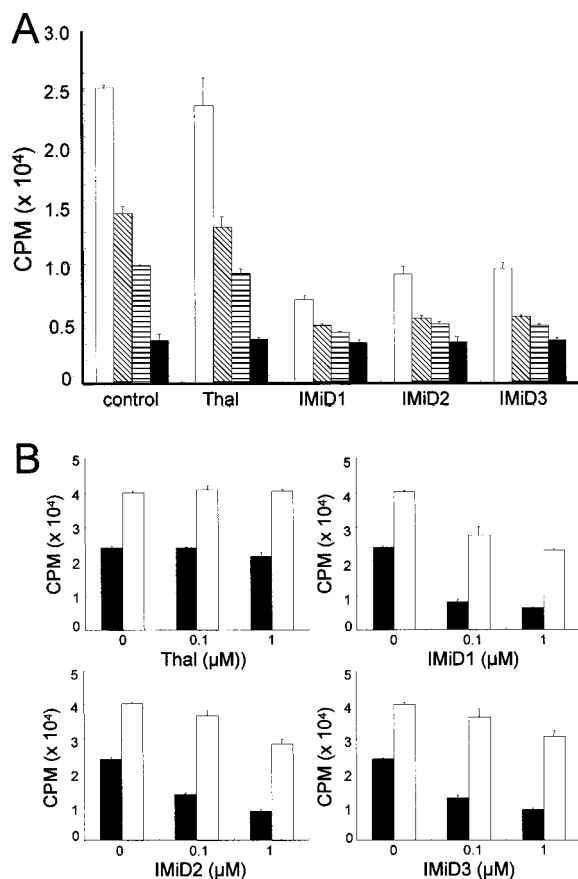 A
CPM (x 10⁴)
3.0
2.5
2.0
1.5
1.0
0.5
0
control Thal IMiD1 IMiD2 IMiD3
B
CPM (x 10⁴)
5
4
3
2
1
0
0 0.1 1
Thal (µM))
CPM (x 10⁴)
5
4
3
2
1
0
0 0.1 1
IMiD1 (µM)
CPM (x 10⁴)
5
4
3
2
1
0
0 0.1 1
IMiD2 (µM)
CPM (x 10⁴)
5
4
3
2
1
0
0 0.1 1
IMiD3 (µM)